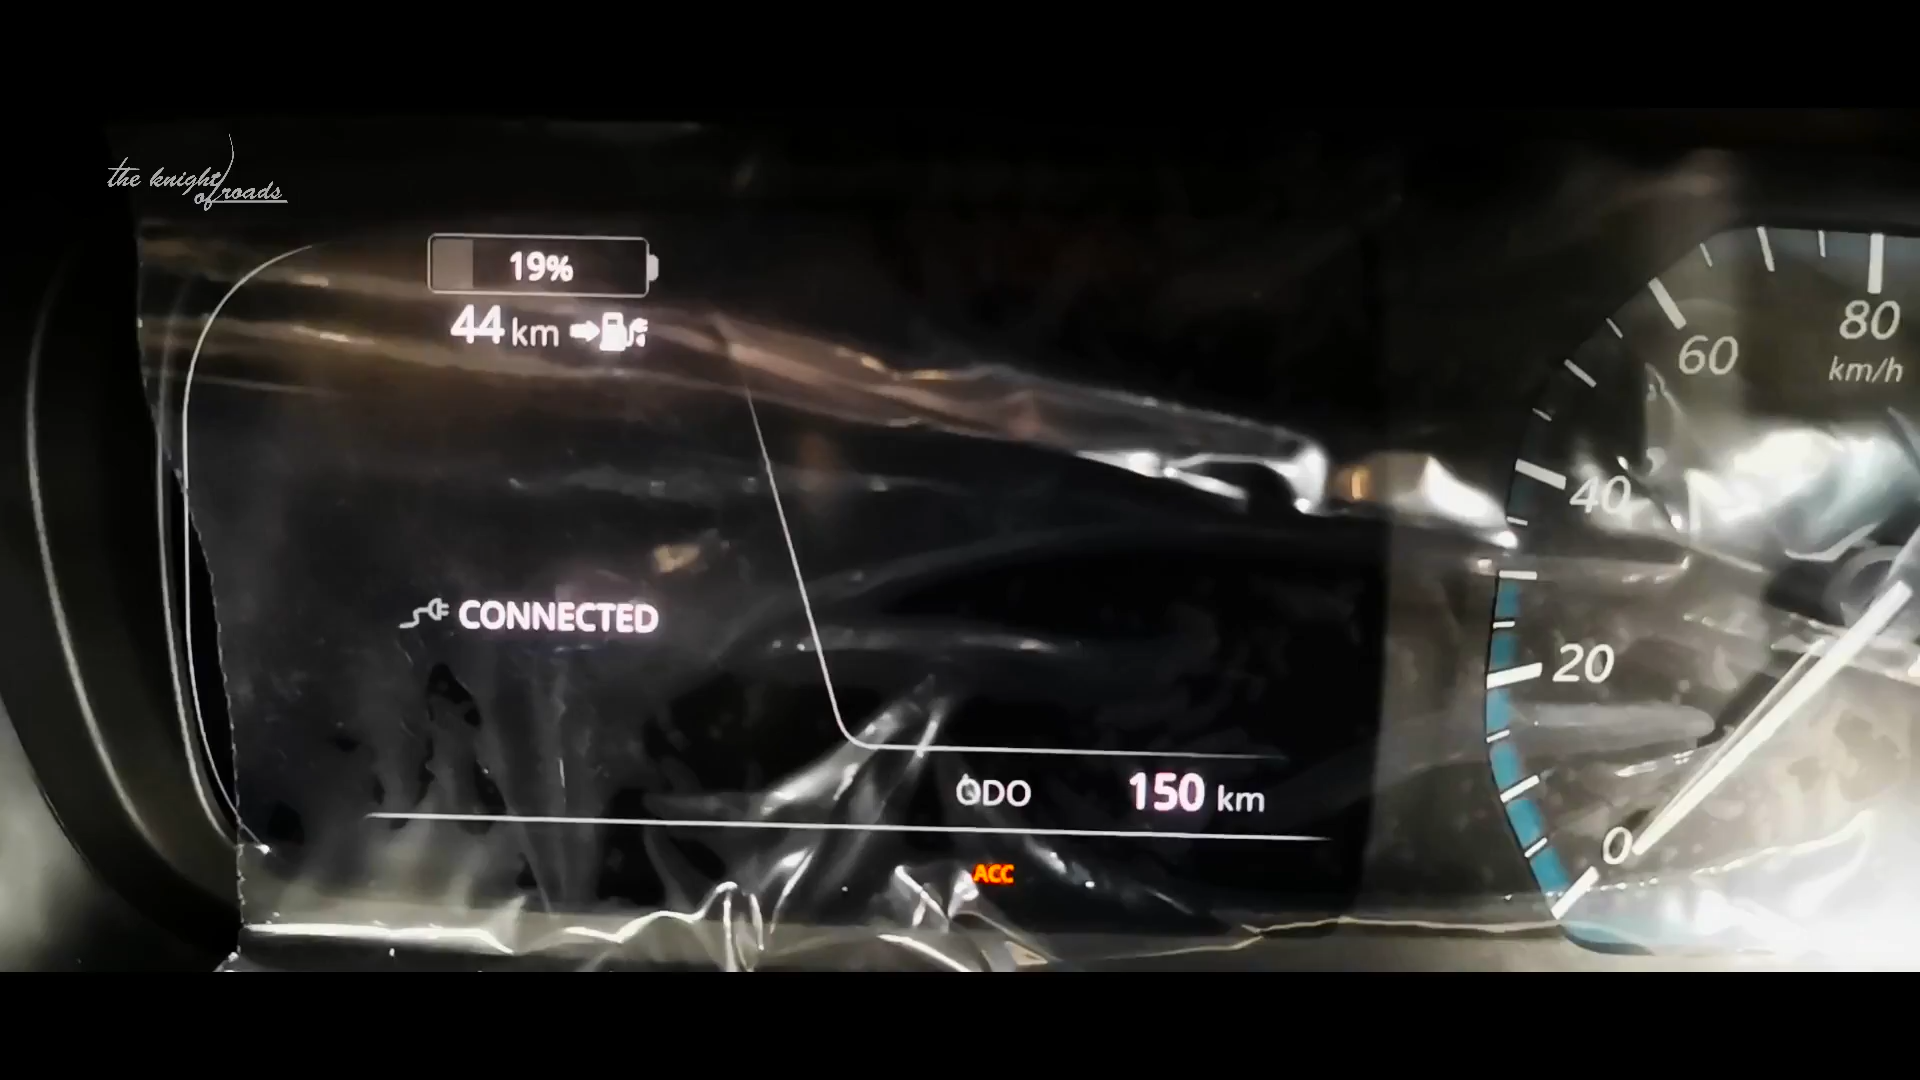 the knight
of roads
19%
44 km
CONNECTED
ODO 150 km
ACC
80
km/h
60
40
20
0